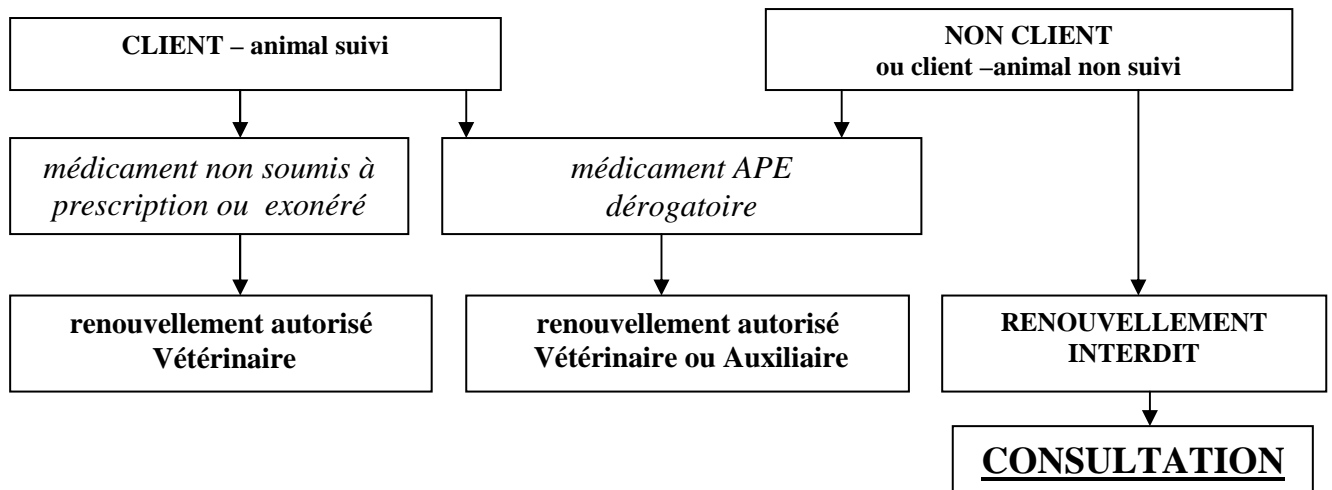 CLIENT – animal suivi
NON CLIENT
ou client –animal non suivi
médicament non soumis à
prescription ou exonéré
médicament APE
dérogatoire
renouvellement autorisé
Vétérinaire
renouvellement autorisé
Vétérinaire ou Auxiliaire
RENOUVELLEMENT
INTERDIT
CONSULTATION